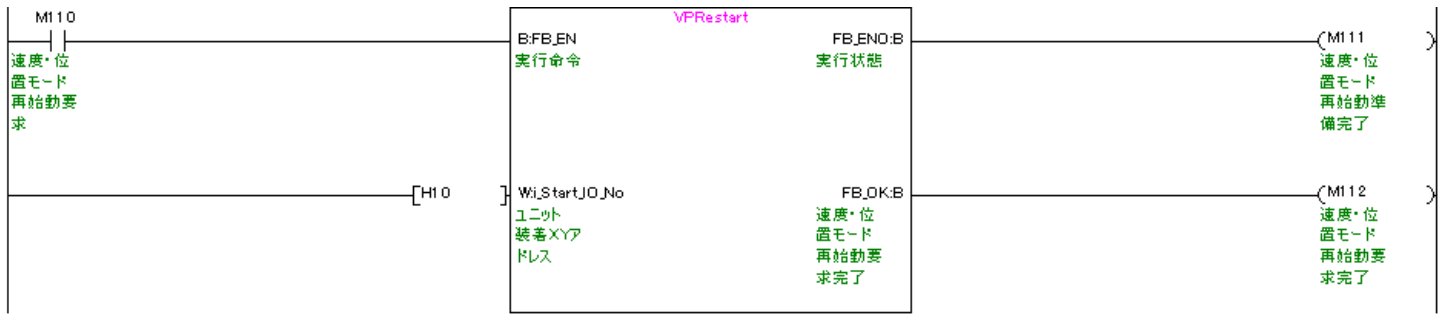 M110
速度・位
置モード
再始動要
求
VPRestart
B:FB_EN
実行命令
FB_ENO:B
実行状態
M111
速度・位
置モード
再始動準
備完了
H10
W:i_Start_IO_No
ユニット
装着XYア
ドレス
FB_OK:B
速度・位
置モード
再始動要
求完了
M112
速度・位
置モード
再始動要
求完了